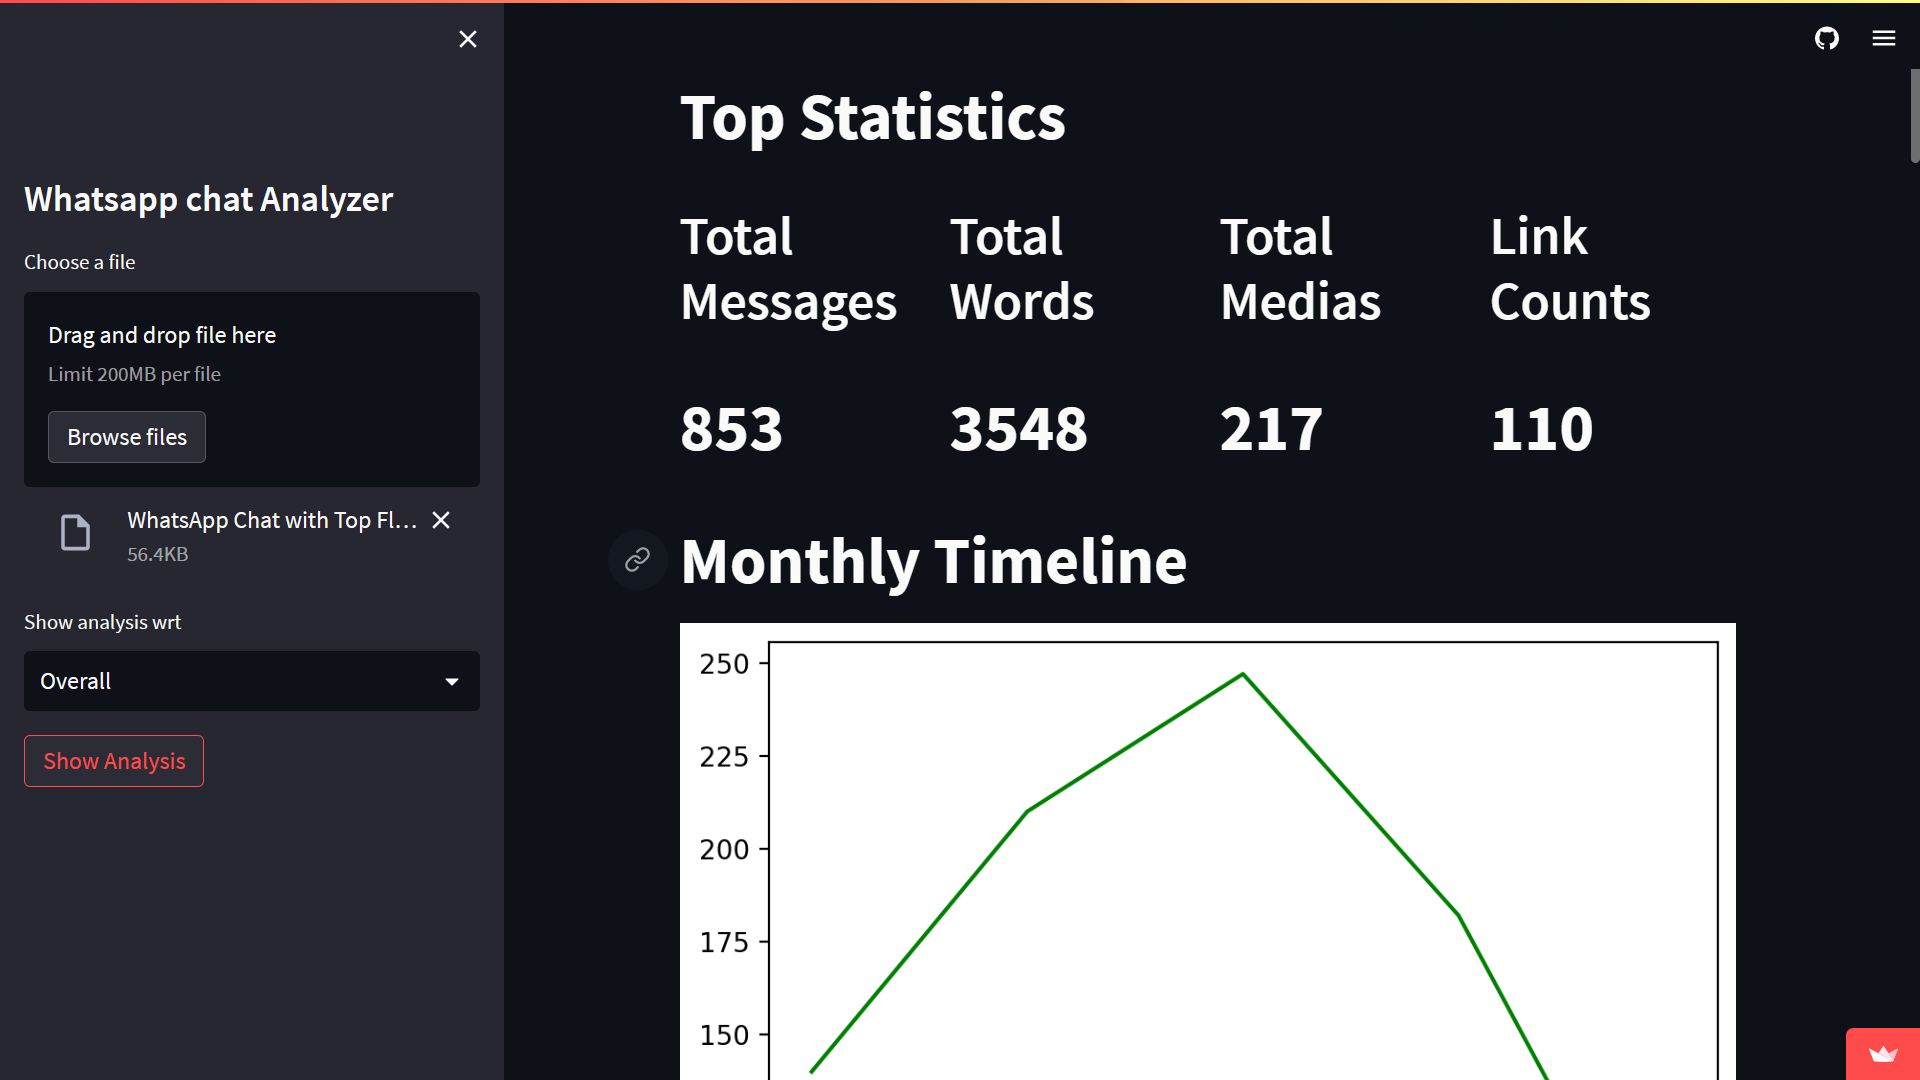 Whatsapp chat Analyzer
Choose a file
Drag and drop file here
Limit 200MB per file
Browse files
WhatsApp Chat with Top Fl...
56.4KB
Show analysis wrt
Overall
Show Analysis
Top Statistics
Total Messages
853
Total Words
3548
Total Medias
217
Link Counts
110
Monthly Timeline
250
225
200
175
150